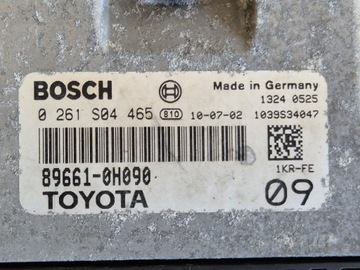 BOSCH Made in Germany
1324 0525
0 261 S04 465 810 10-07-02 1039S34047
89661-0H090 1KR-FE
TOYOTA 09